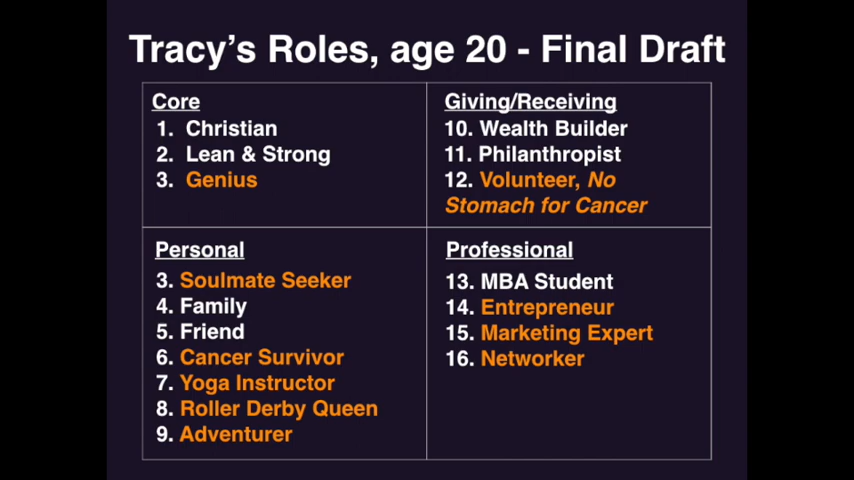 Tracy’s Roles, age 20 - Final Draft
Core
1. Christian
2. Lean & Strong
3. Genius
Giving/Receiving
10. Wealth Builder
11. Philanthropist
12. Volunteer, No
Stomach for Cancer
Personal
3. Soulmate Seeker
4. Family
5. Friend
6. Cancer Survivor
7. Yoga Instructor
8. Roller Derby Queen
9. Adventurer
Professional
13. MBA Student
14. Entrepreneur
15. Marketing Expert
16. Networker